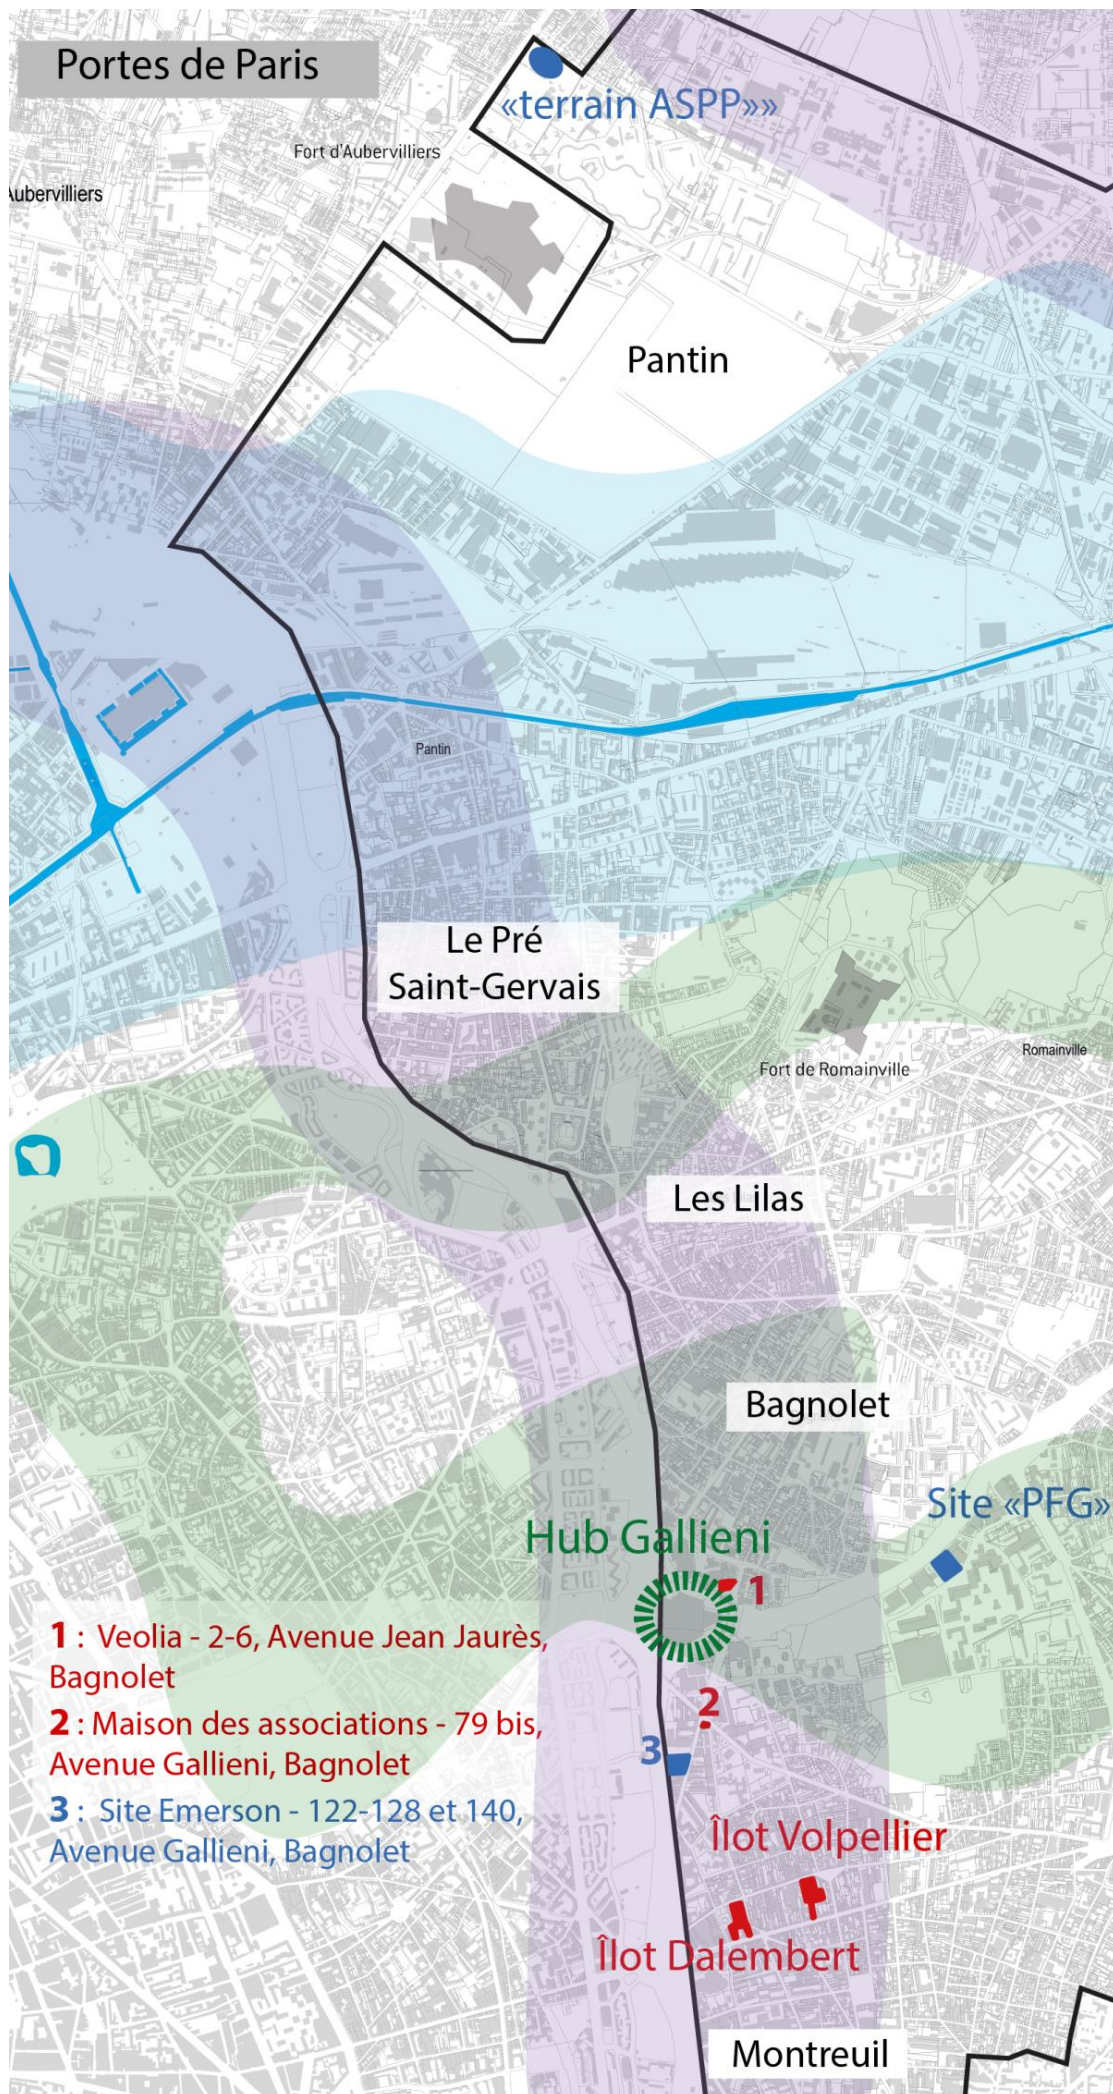 Portes de Paris
«terrain ASPP»»
Fort d'Aubervilliers
Aubervilliers
Pantin
Pantin
Le Pré
Saint-Gervais
Romainville
Fort de Romainville
Les Lilas
Bagnolet
Site «PFG»
Hub Gallieni
1
1 : Veolia - 2-6, Avenue Jean Jaurès,
Bagnolet
2 : Maison des associations - 79 bis,
Avenue Gallieni, Bagnolet
3 : Site Emerson - 122-128 et 140,
Avenue Gallieni, Bagnolet
2
3
Îlot Volpellier
Îlot Dalembert
Montreuil